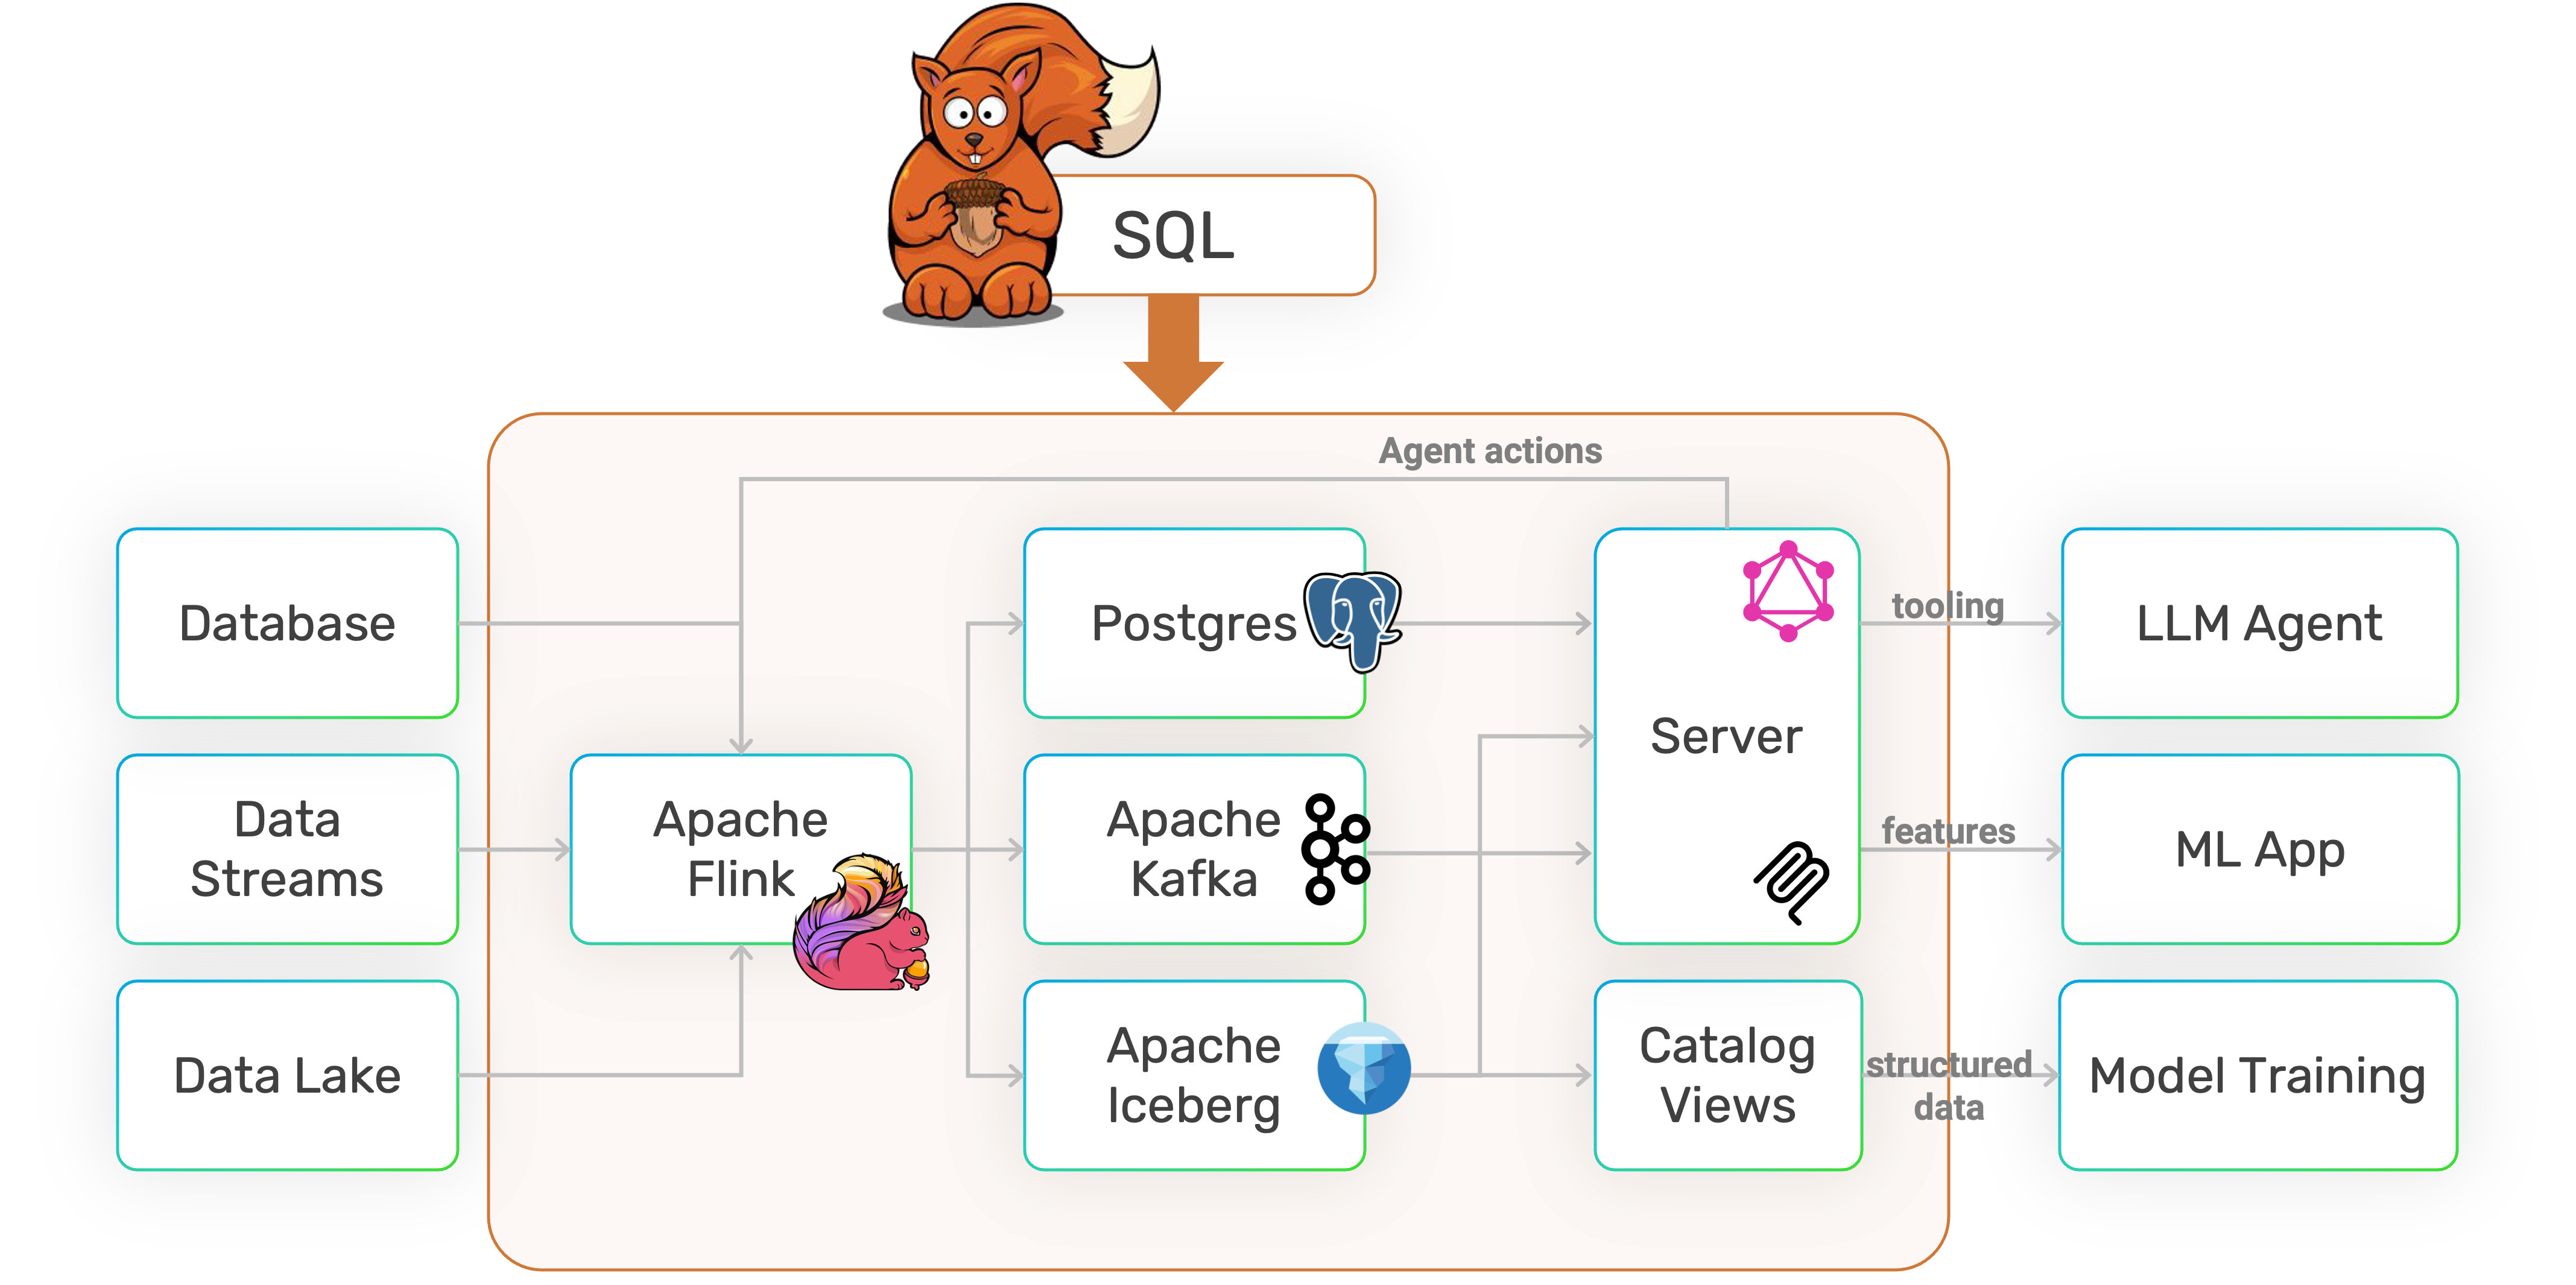 SQL
Agent actions
Database
Postgres
tooling
LLM Agent
Server
Data
Streams
Apache
Flink
Apache
Kafka
features
ML App
Data Lake
Apache
Iceberg
Catalog
Views
structured
data
Model Training